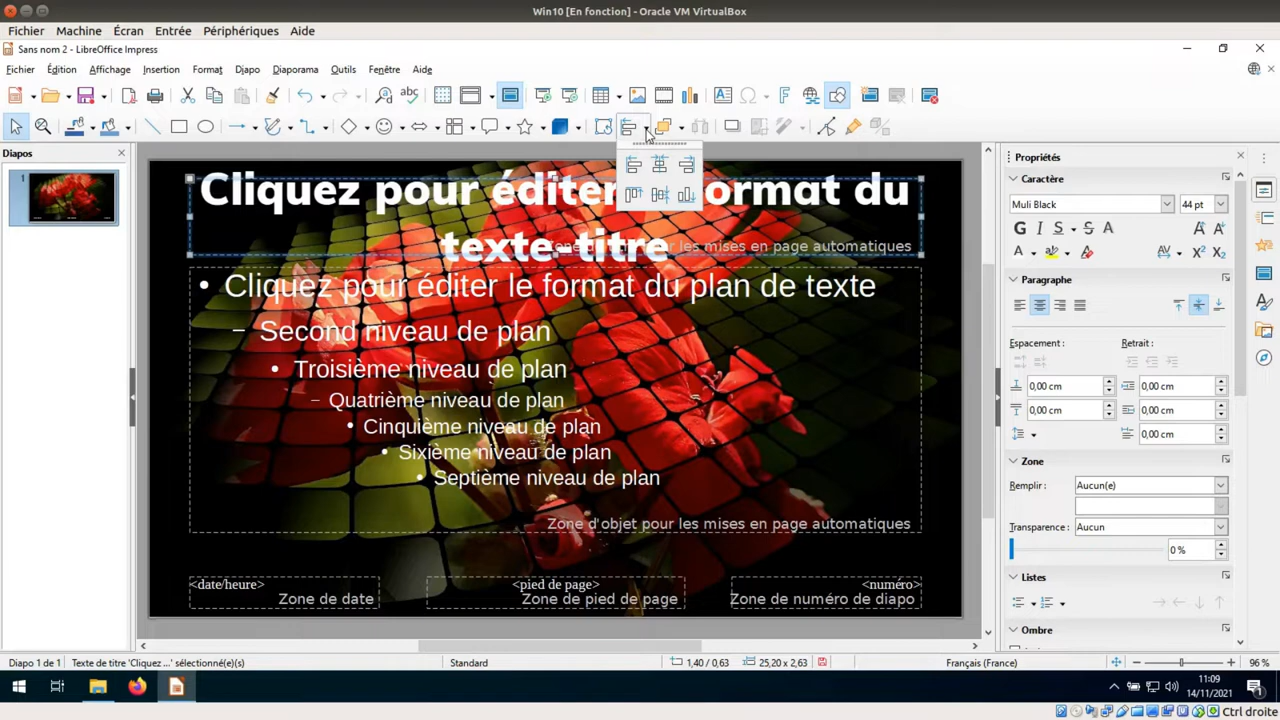 Win10 [En fonction] - Oracle VM VirtualBox
Fichier Machine Écran Entrée Périphériques Aide
Sans nom 2 - LibreOffice Impress
Fichier Édition Affichage Insertion Format Djapo Diaporama Outils Fenêtre Aide
Diapos
1
Cliquez pour éditer ormat du
texte-titre
les mises en page automatiques
Cliquez pour éditer le format du plan de texte
Second niveau de plan
Troisième niveau de plan
Quatrième niveau de plan
Cinquième niveau de plan
Sixième niveau de plan
Septième niveau de plan
Zone d'objet pour les mises en page automatiques
<date/heure>
Zone de date
<pied de page>
Zone de pied de page
<numéro>
Zone de numéro de diapo
Propriétés
Caractère
Muli Black 44 pt
G I S S A
Paragraphe
Espacement : Retrait :
0,00 cm 0,00 cm
0,00 cm 0,00 cm
0,00 cm
Zone
Remplir : Aucun(e)
Transparence : Aucun
0 %
Listes
Ombre
Diapo 1 de 1 Texte de titre 'Cliquez ...' sélectionné(e)(s) Standard 1,40 / 0,63 25,20 x 2,63 Français (France) 96 %
11:09
14/11/2021
Ctrl droite